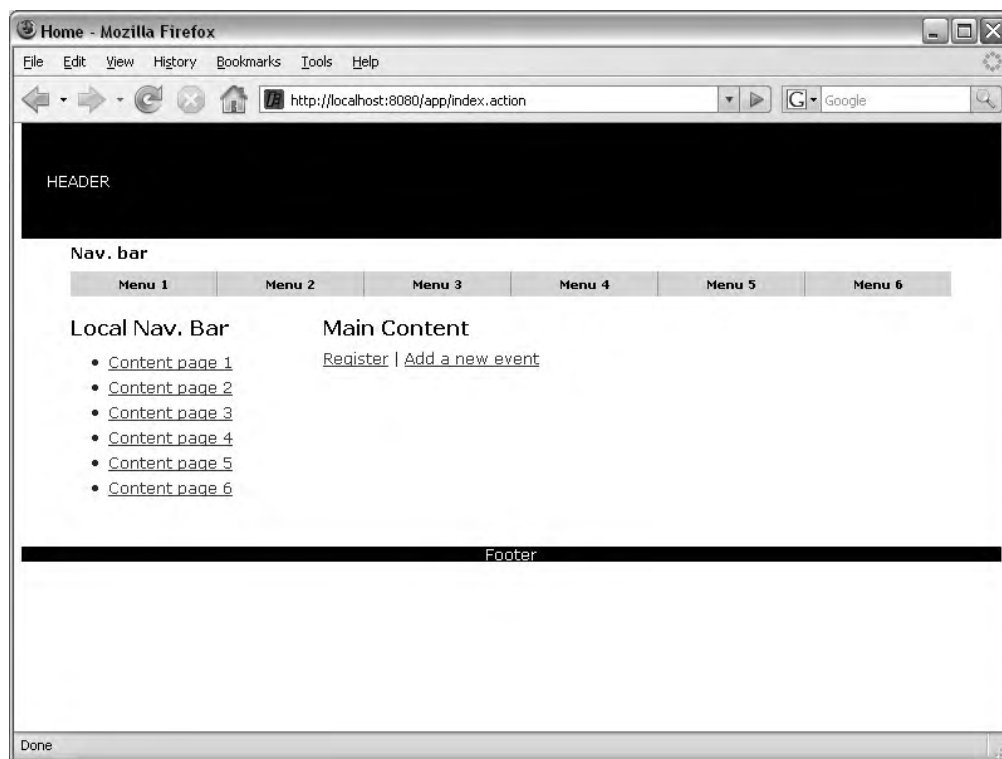 Home - Mozilla Firefox
File Edit View History Bookmarks Tools Help
http://localhost:8080/app/index.action G Google
HEADER
Nav. bar
Menu 1 Menu 2 Menu 3 Menu 4 Menu 5 Menu 6
Local Nav. Bar Main Content
Register | Add a new event
Content page 1
Content page 2
Content page 3
Content page 4
Content page 5
Content page 6
Footer
Done